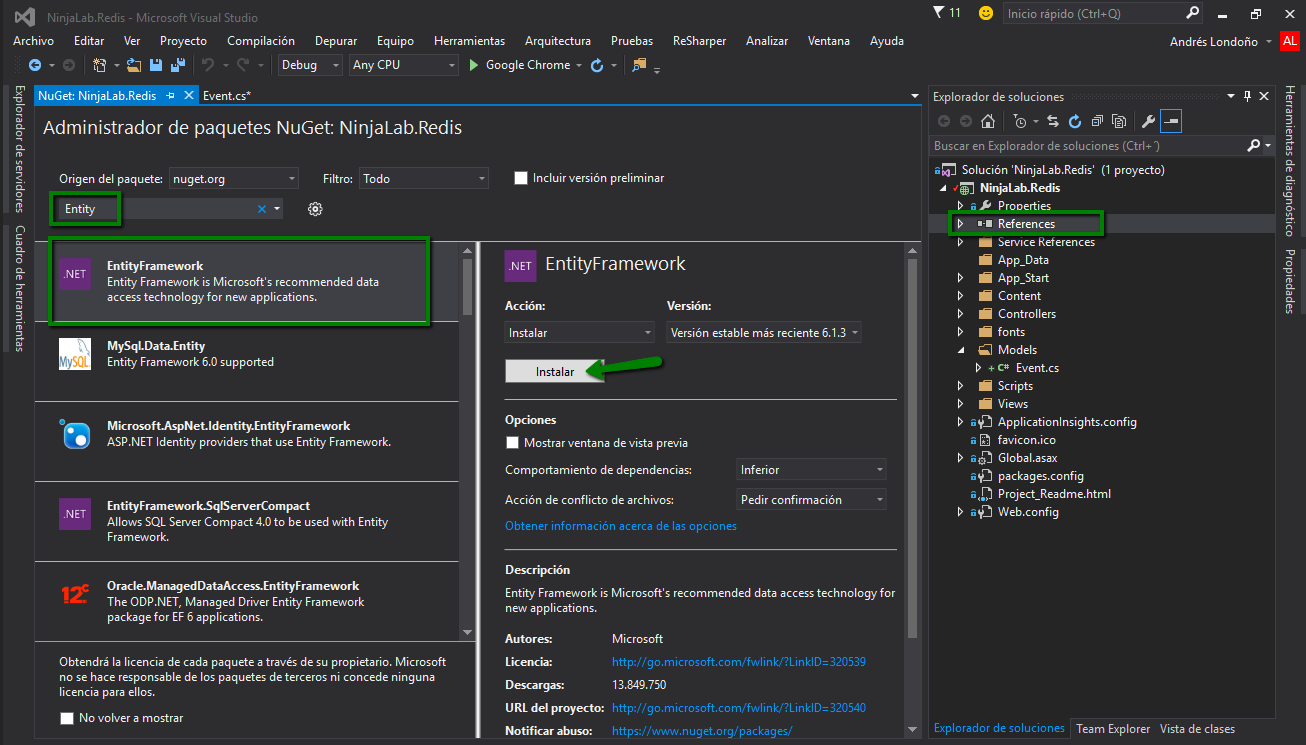 NinjaLab.Redis - Microsoft Visual Studio
11
Inicio rápido (Ctrl+Q)
Archivo Editar Ver Proyecto Compilación Depurar Equipo Herramientas Arquitectura Pruebas ReSharper Analizar Ventana Ayuda
Andrés Londoño AL
Debug Any CPU Google Chrome
Explorador de servidores
Cuadro de herramientas
NuGet: NinjaLab.Redis Event.cs*
Administrador de paquetes NuGet: NinjaLab.Redis
Origen del paquete: nuget.org Filtro: Todo Incluir versión preliminar
Entity
.NET
EntityFramework
Entity Framework is Microsoft's recommended data
access technology for new applications.
MySQL
MySql.Data.Entity
Entity Framework 6.0 supported
Microsoft.AspNet.Identity.EntityFramework
ASP.NET Identity providers that use Entity Framework.
.NET
EntityFramework.SqlServerCompact
Allows SQL Server Compact 4.0 to be used with Entity
Framework.
12c
Oracle.ManagedDataAccess.EntityFramework
The ODP.NET, Managed Driver Entity Framework
package for EF 6 applications.
Obtendrá la licencia de cada paquete a través de su propietario. Microsoft
no se hace responsable de los paquetes de terceros ni concede ninguna
licencia para ellos.
No volver a mostrar
.NET EntityFramework
Acción: Versión:
Instalar Versión estable más reciente 6.1.3
Instalar
Opciones
Mostrar ventana de vista previa
Comportamiento de dependencias: Inferior
Acción de conflicto de archivos: Pedir confirmación
Obtener información acerca de las opciones
Descripción
Entity Framework is Microsoft's recommended data access technology for
new applications.
Autores: Microsoft
Licencia: http://go.microsoft.com/fwlink/?LinkID=320539
Descargas: 13.849.750
URL del proyecto: http://go.microsoft.com/fwlink/?LinkID=320540
Notificar abuso: https://www.nuget.org/packages/
Explorador de soluciones
Buscar en Explorador de soluciones (Ctrl+´)
Solución 'NinjaLab.Redis' (1 proyecto)
NinjaLab.Redis
Properties
References
Service References
App_Data
App_Start
Content
Controllers
fonts
Models
C# Event.cs
Scripts
Views
ApplicationInsights.config
favicon.ico
Global.asax
packages.config
Project_Readme.html
Web.config
Explorador de soluciones Team Explorer Vista de clases
Herramientas de diagnóstico
Propiedades